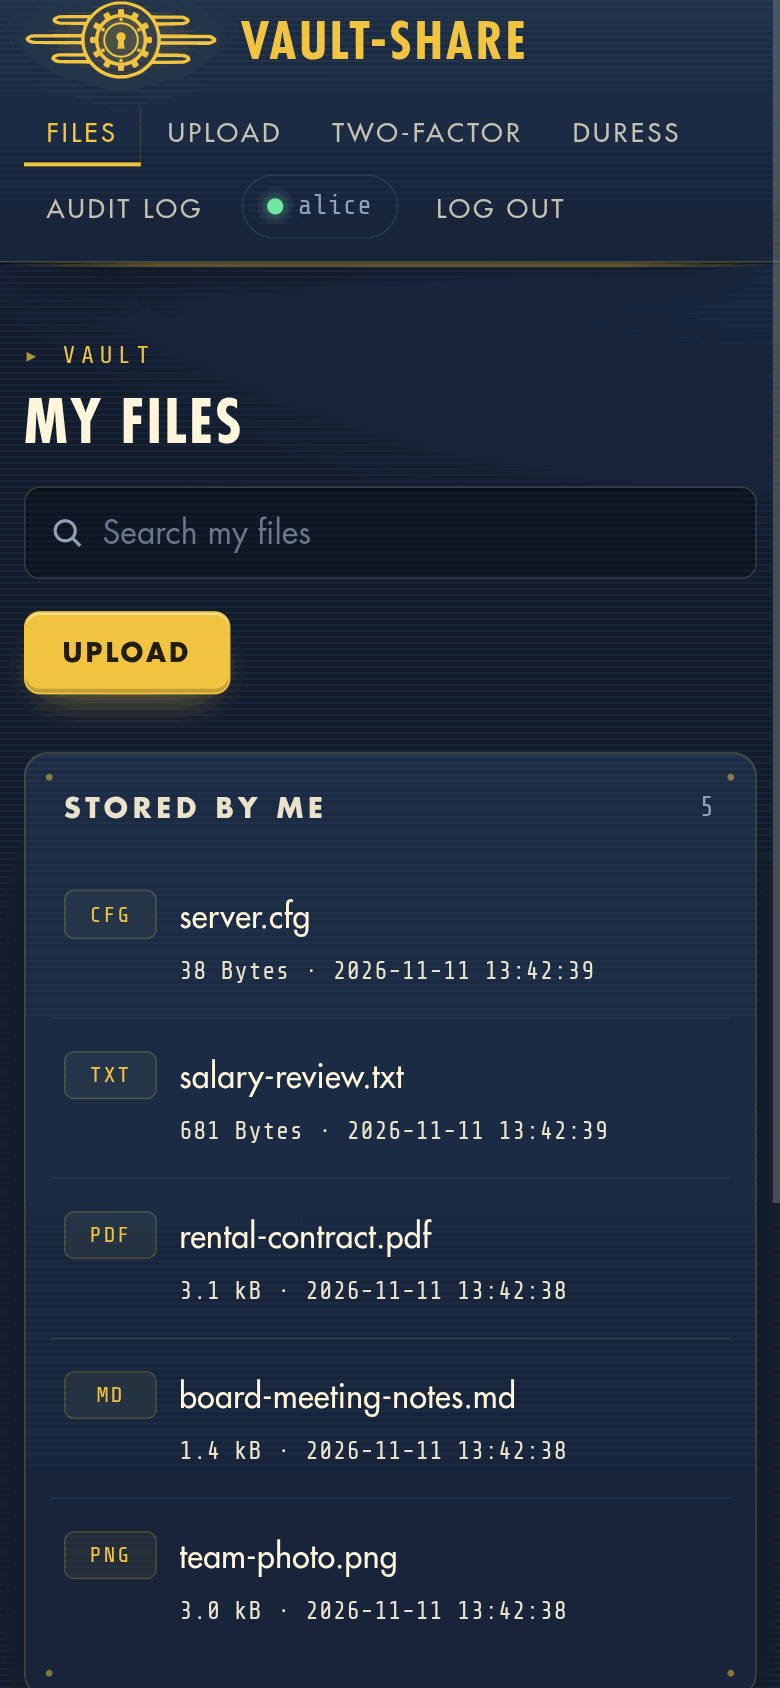 VAULT-SHARE
FILES UPLOAD TWO-FACTOR DURESS
AUDIT LOG alice LOG OUT
▸ VAULT
MY FILES
Search my files
UPLOAD
STORED BY ME 5
CFG server.cfg
38 Bytes · 2026-11-11 13:42:39
TXT salary-review.txt
681 Bytes · 2026-11-11 13:42:39
PDF rental-contract.pdf
3.1 kB · 2026-11-11 13:42:38
MD board-meeting-notes.md
1.4 kB · 2026-11-11 13:42:38
PNG team-photo.png
3.0 kB · 2026-11-11 13:42:38